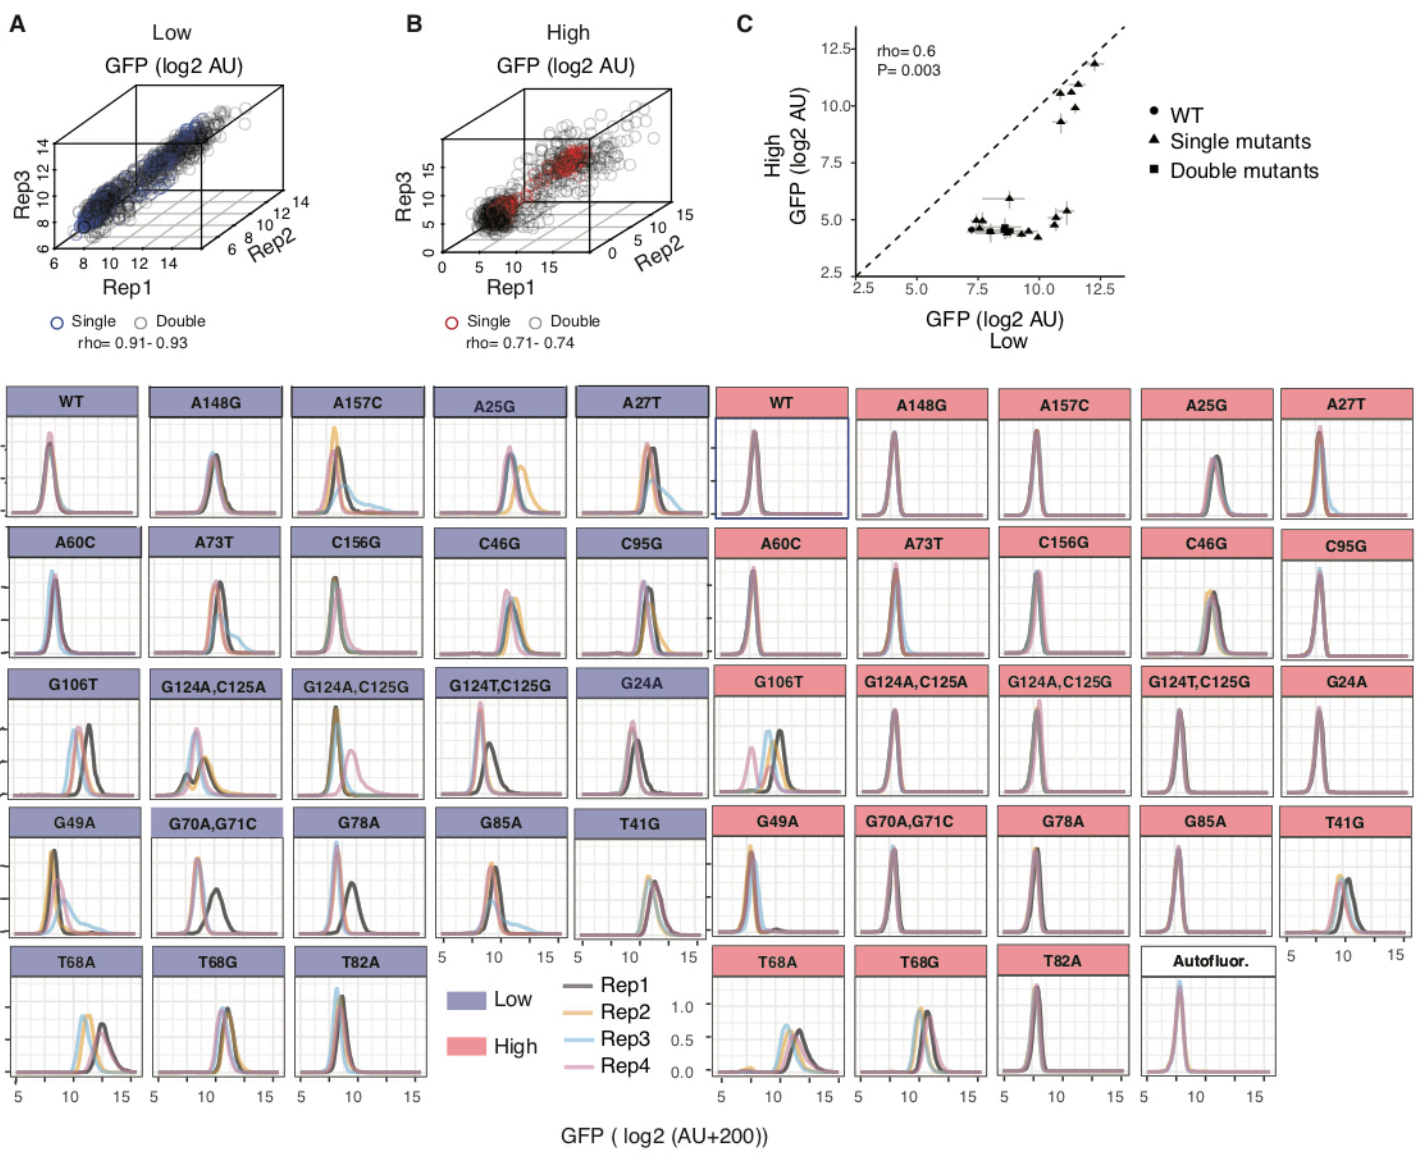 A
Low
GFP (log2 AU)
Rep3
14
12
10
8
6
6 8 10 12 14
Rep1
6 8 10 12 14
Rep2
Single Double
rho= 0.91- 0.93
B
High
GFP (log2 AU)
Rep3
15
10
5
0
0 5 10 15
Rep1
0 5 10 15
Rep2
Single Double
rho= 0.71- 0.74
C
rho= 0.6
P= 0.003
High
GFP (log2 AU)
12.5
10.0
7.5
5.0
2.5
2.5 5.0 7.5 10.0 12.5
GFP (log2 AU)
Low
WT
Single mutants
Double mutants
WT A148G A157C A25G A27T WT A148G A157C A25G A27T
A60C A73T C156G C46G C95G A60C A73T C156G C46G C95G
G106T G124A,C125A G124A,C125G G124T,C125G G24A G106T G124A,C125A G124A,C125G G124T,C125G G24A
G49A G70A,G71C G78A G85A T41G G49A G70A,G71C G78A G85A T41G
5 10 15 5 10 15 5 10 15
T68A T68G T82A T68A T68G T82A Autofluor.
Low
High
Rep1
Rep2
Rep3
Rep4
1.0
0.5
0.0
5 10 15 5 10 15 5 10 15 5 10 15 5 10 15 5 10 15 5 10 15
GFP ( log2 (AU+200))